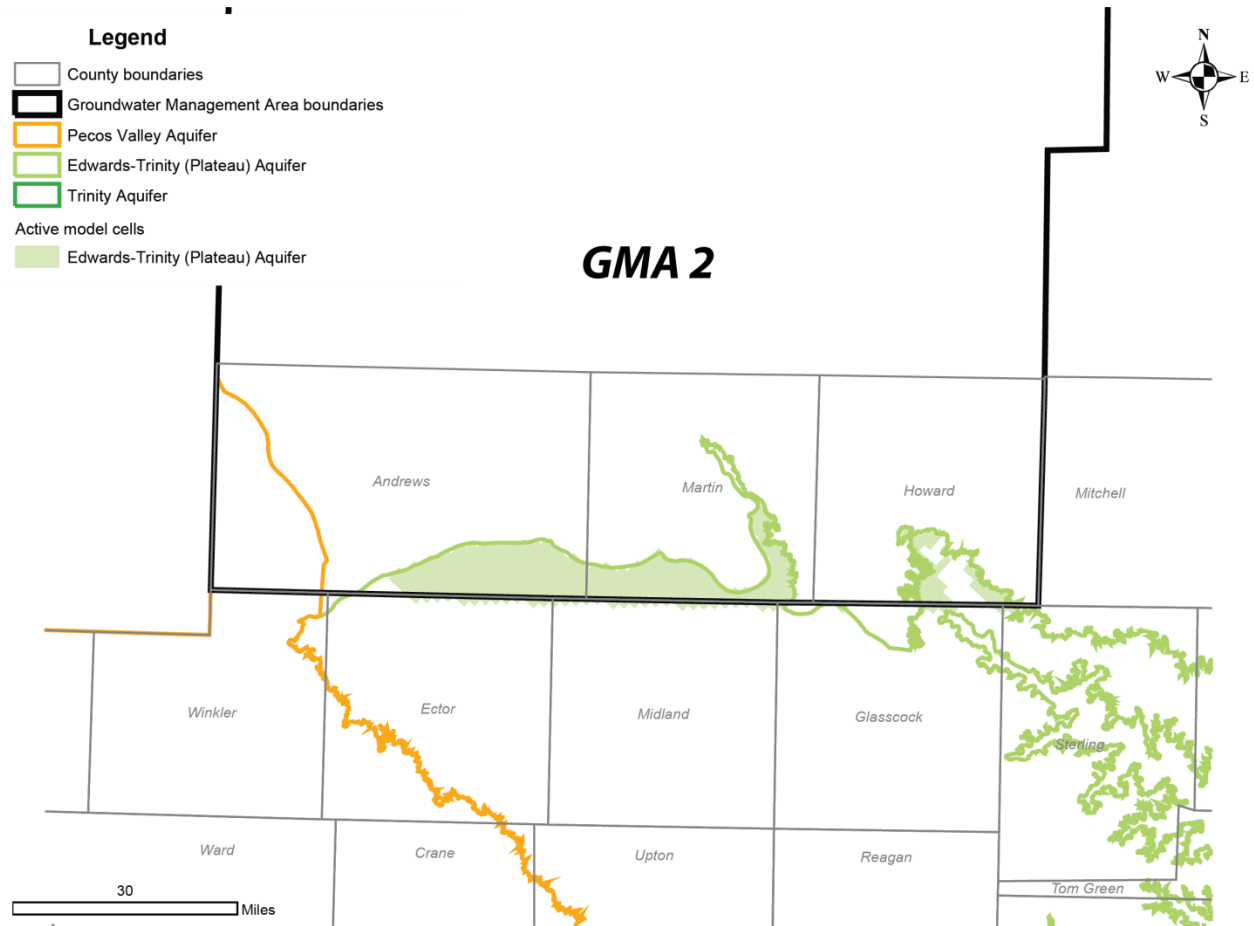 Legend
County boundaries
Groundwater Management Area boundaries
Pecos Valley Aquifer
Edwards-Trinity (Plateau) Aquifer
Trinity Aquifer
Active model cells
Edwards-Trinity (Plateau) Aquifer
N
W E
S
GMA 2
Andrews
Martin
Howard
Mitchell
Winkler
Ector
Midland
Glasscock
Sterling
Ward
Crane
Upton
Reagan
Tom Green
30
Miles